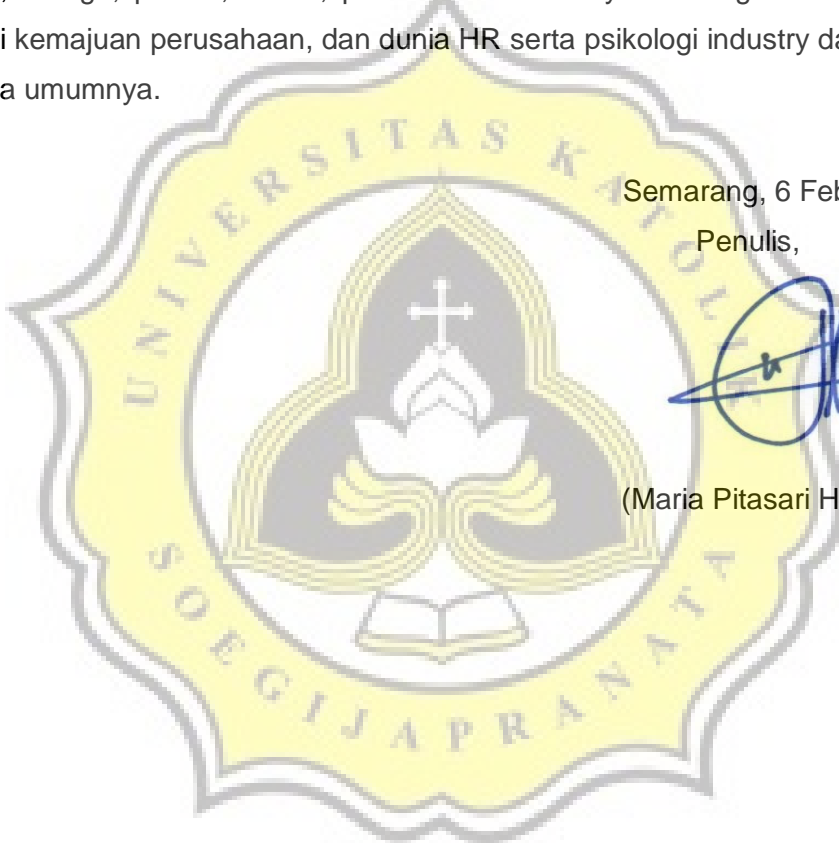 i kemajuan perusahaan, dan dunia HR serta psikologi industry da
a umumnya.
Semarang, 6 Feb
Penulis,
(Maria Pitasari H
UNIVERSITAS KATOLIK
SOEGIJAPRANATA